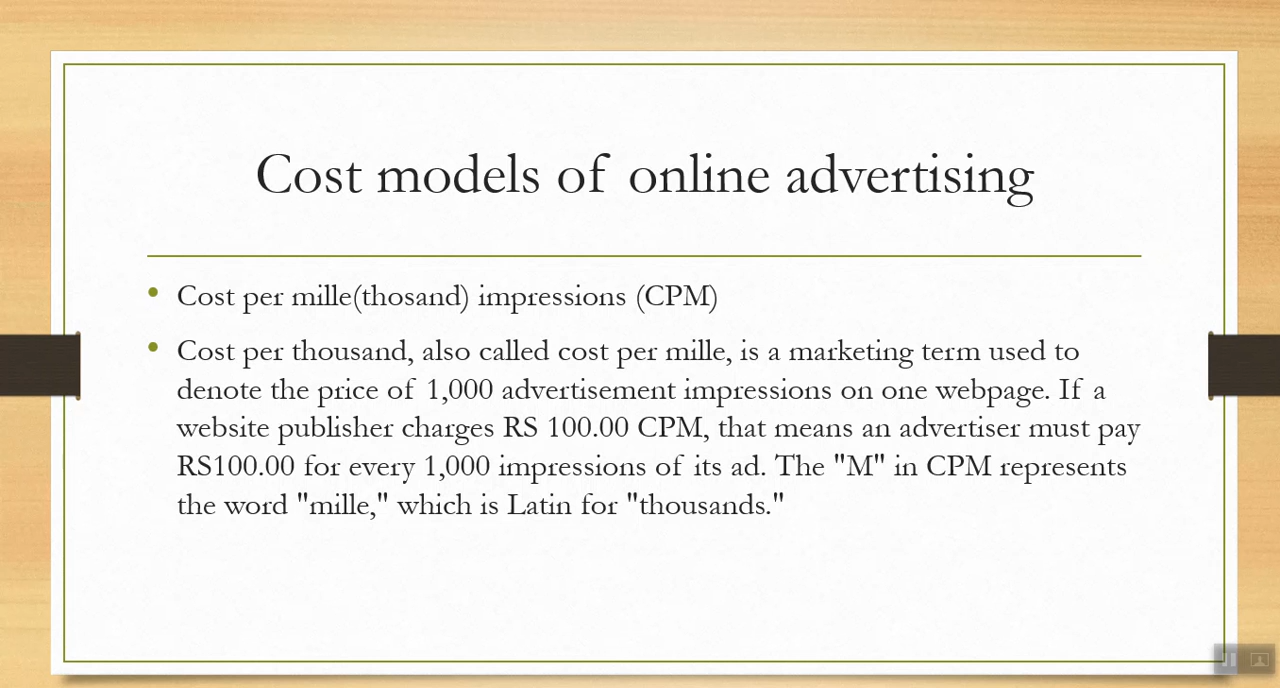 Cost models of online advertising
Cost per mille(thosand) impressions (CPM)
Cost per thousand, also called cost per mille, is a marketing term used to
denote the price of 1,000 advertisement impressions on one webpage. If a
website publisher charges RS 100.00 CPM, that means an advertiser must pay
RS100.00 for every 1,000 impressions of its ad. The "M" in CPM represents
the word "mille," which is Latin for "thousands."